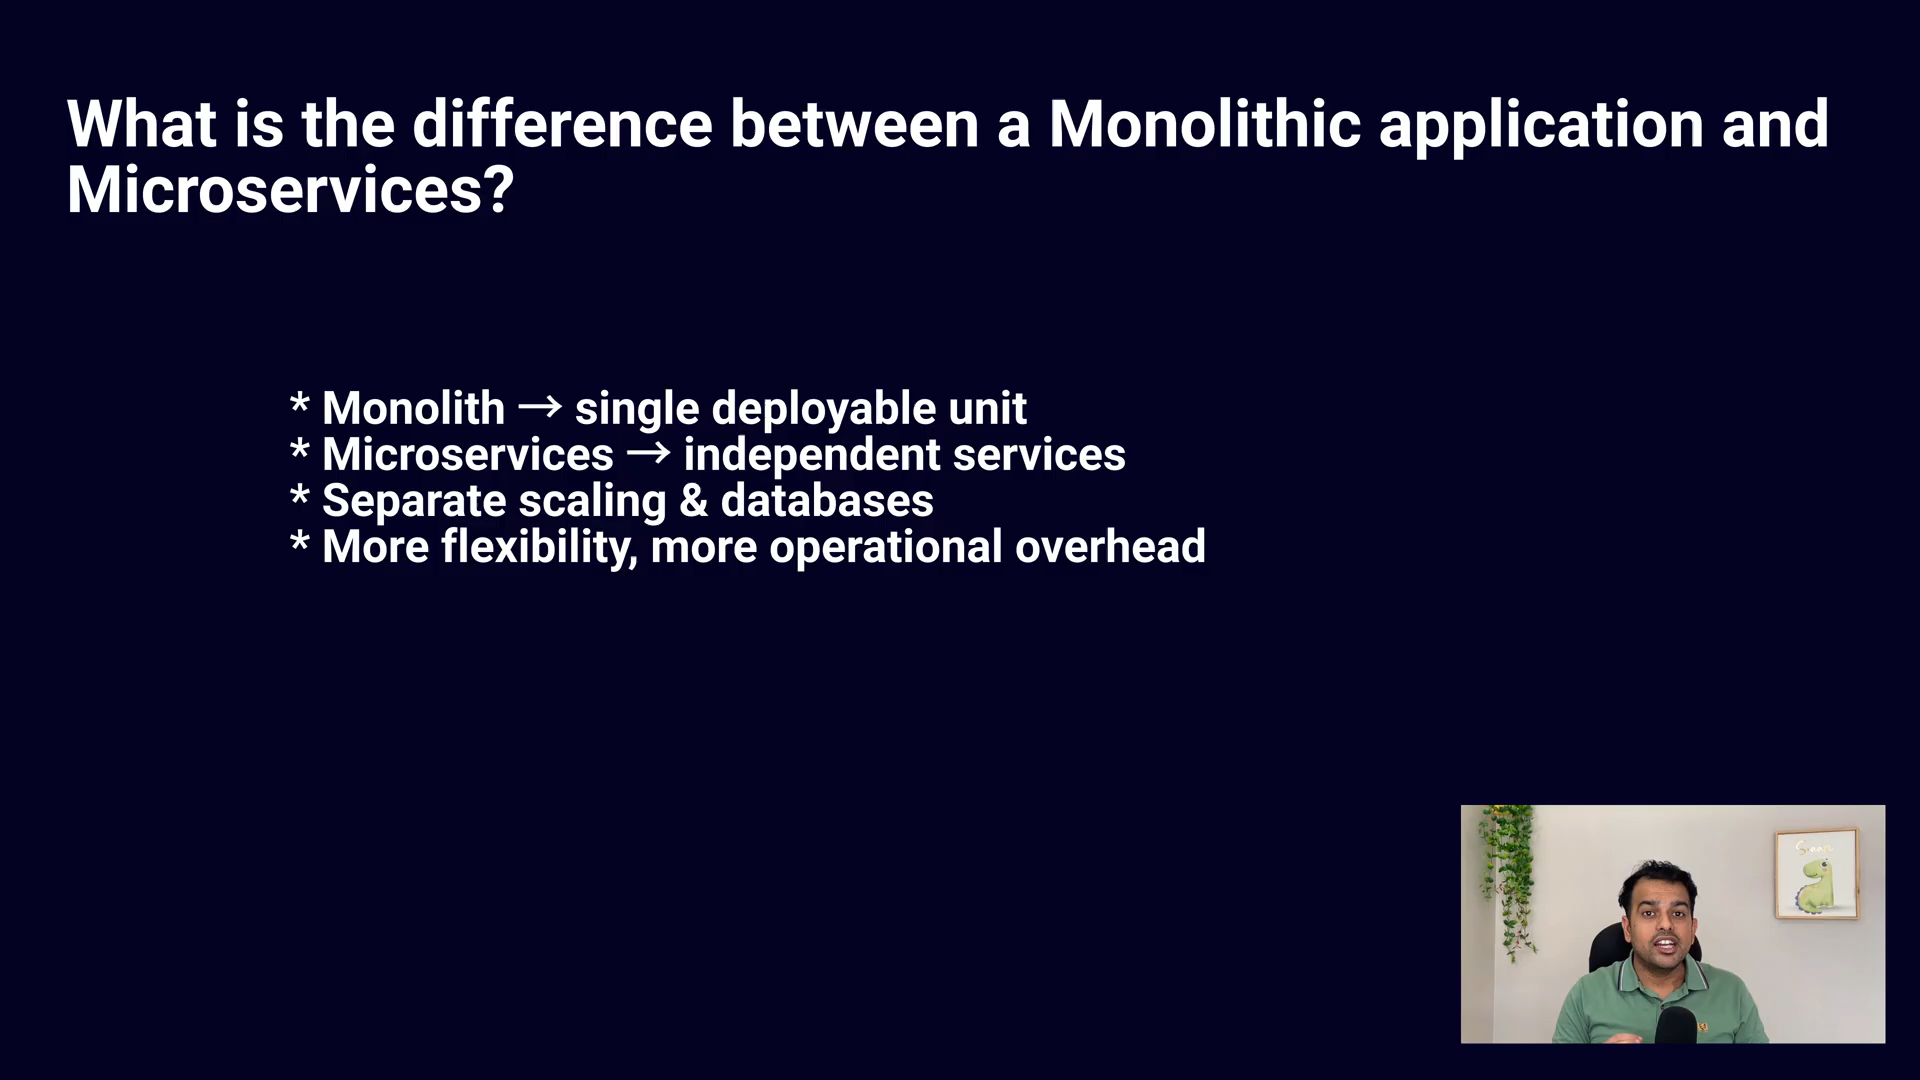 What is the difference between a Monolithic application and
Microservices?
* Monolith → single deployable unit
* Microservices → independent services
* Separate scaling & databases
* More flexibility, more operational overhead